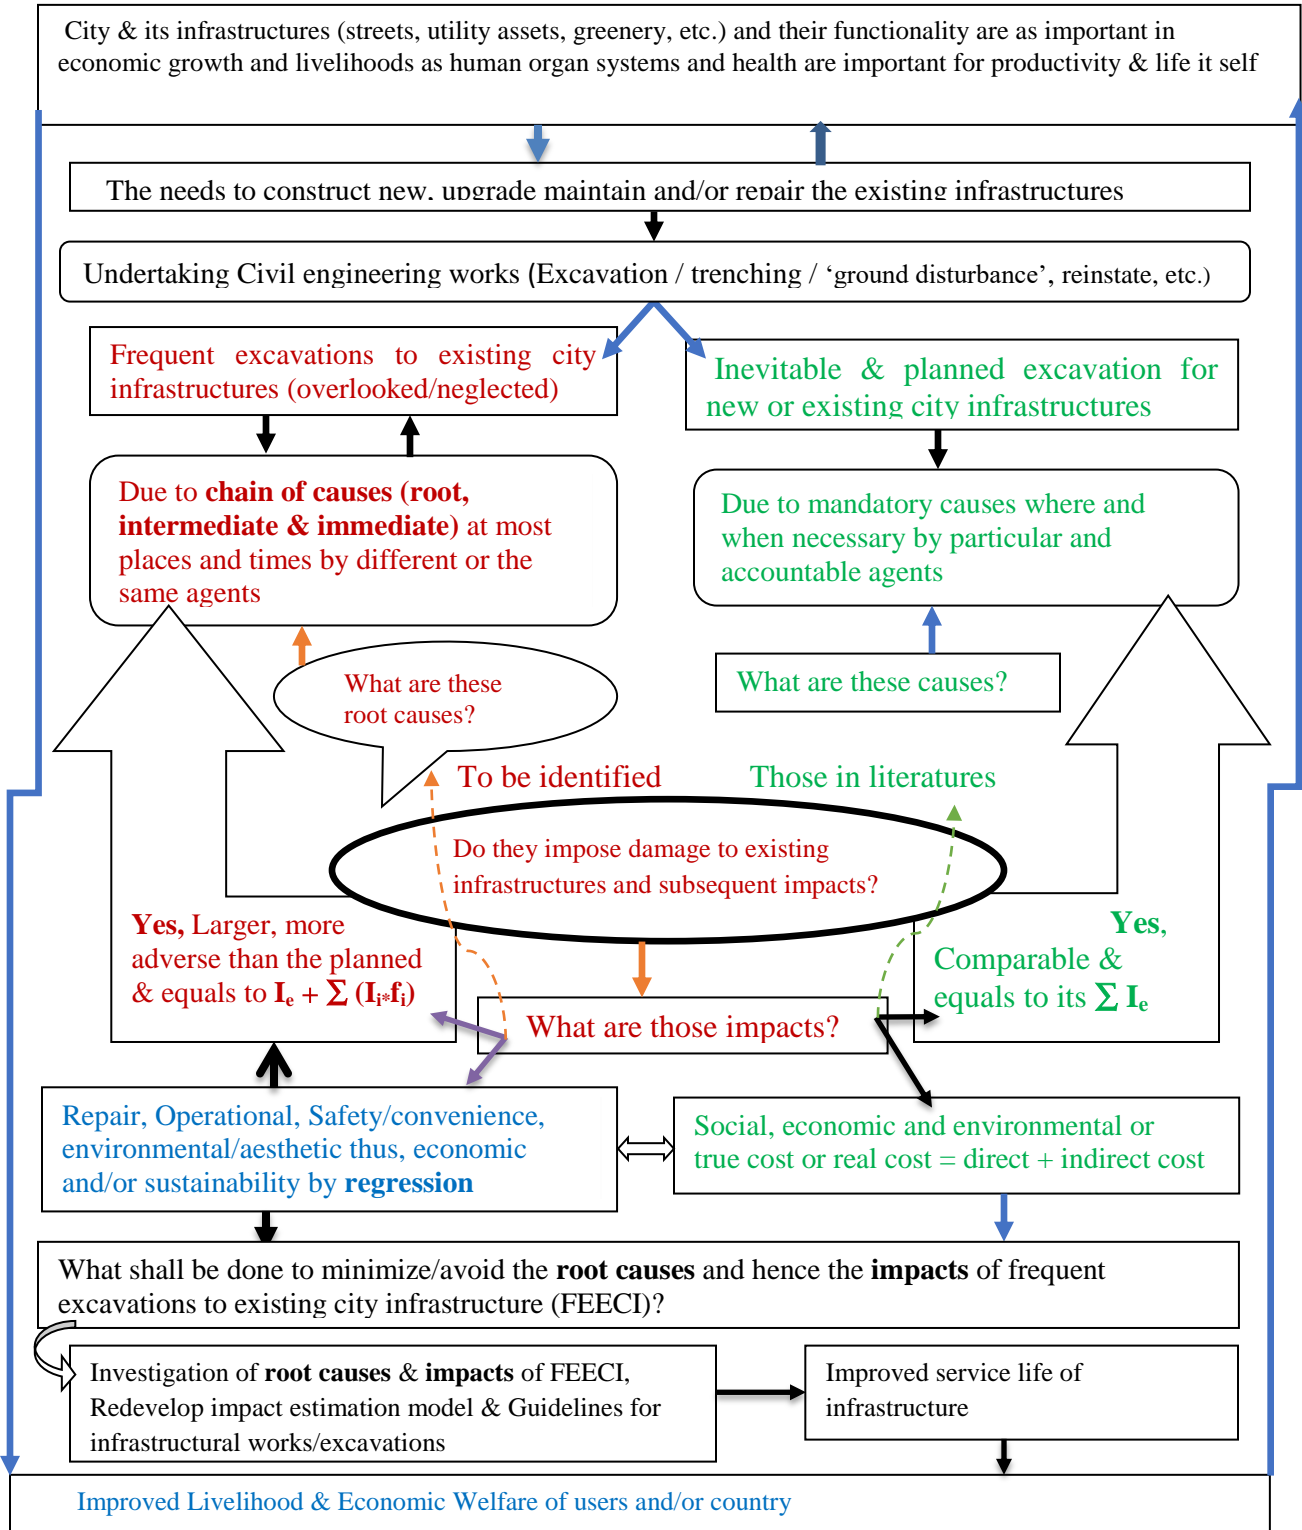 City & its infrastructures (streets, utility assets, greenery, etc.) and their functionality are as important in
economic growth and livelihoods as human organ systems and health are important for productivity & life it self
The needs to construct new, upgrade maintain and/or repair the existing infrastructures
Undertaking Civil engineering works (Excavation / trenching / ‘ground disturbance’, reinstate, etc.)
Frequent excavations to existing city
infrastructures (overlooked/neglected)
Inevitable & planned excavation for
new or existing city infrastructures
Due to chain of causes (root,
intermediate & immediate) at most
places and times by different or the
same agents
Due to mandatory causes where and
when necessary by particular and
accountable agents
What are these
root causes?
What are these causes?
To be identified
Those in literatures
Do they impose damage to existing
infrastructures and subsequent impacts?
Yes, Larger, more
adverse than the planned
& equals to Ie + ∑ (Ii*fi)
Yes,
Comparable &
equals to its ∑ Ie
What are those impacts?
Repair, Operational, Safety/convenience,
environmental/aesthetic thus, economic
and/or sustainability by regression
Social, economic and environmental or
true cost or real cost = direct + indirect cost
What shall be done to minimize/avoid the root causes and hence the impacts of frequent
excavations to existing city infrastructure (FEECI)?
Investigation of root causes & impacts of FEECI,
Redevelop impact estimation model & Guidelines for
infrastructural works/excavations
Improved service life of
infrastructure
Improved Livelihood & Economic Welfare of users and/or country